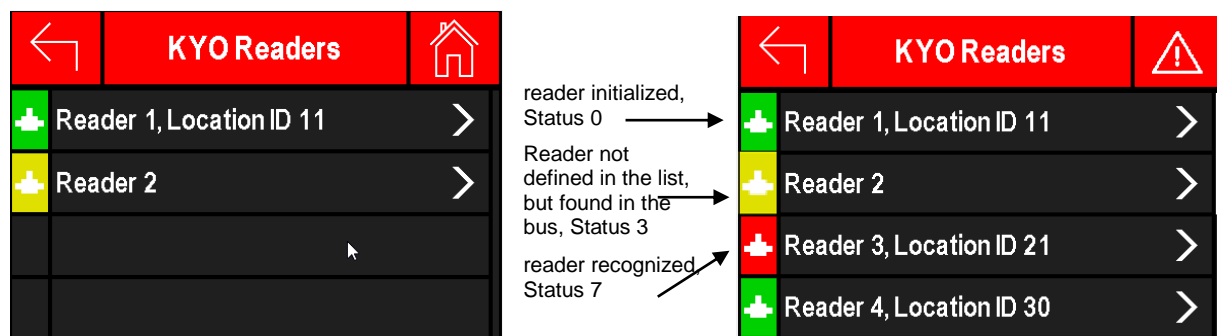 KYO Readers
Reader 1, Location ID 11
Reader 2
reader initialized,
Status 0
Reader not
defined in the list,
but found in the
bus, Status 3
reader recognized,
Status 7
KYO Readers
Reader 1, Location ID 11
Reader 2
Reader 3, Location ID 21
Reader 4, Location ID 30